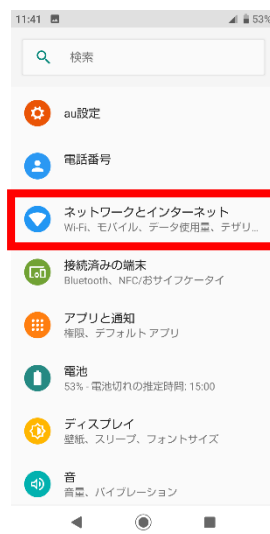 11:41 53%
検索
au設定
電話番号
ネットワークとインターネット
Wi-Fi、モバイル、データ使用量、テザリ...
接続済みの端末
Bluetooth、NFC/おサイフケータイ
アプリと通知
権限、デフォルト アプリ
電池
53% - 電池切れの推定時間: 15:00
ディスプレイ
壁紙、スリープ、フォントサイズ
音
音量、バイブレーション